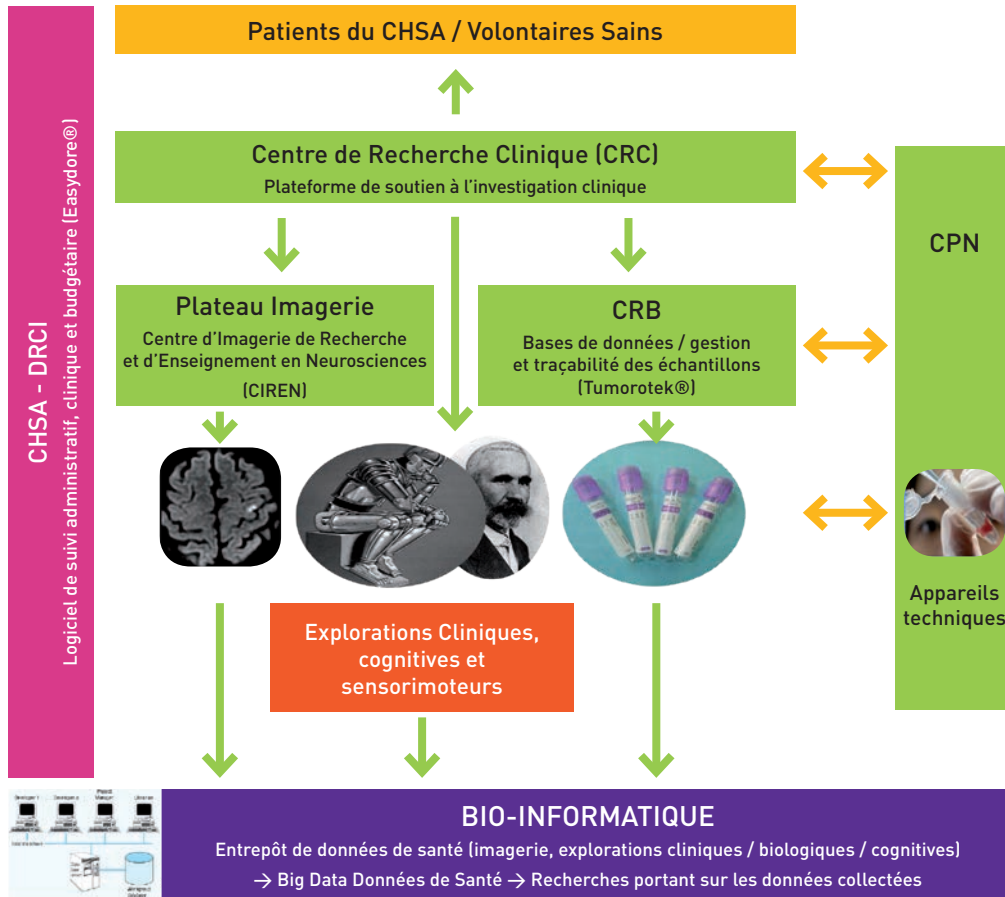 CHSA - DRCI
Logiciel de suivi administratif, clinique et budgétaire (Easydore®)
Patients du CHSA / Volontaires Sains
Centre de Recherche Clinique (CRC)
Plateforme de soutien à l'investigation clinique
CPN
Plateau Imagerie
Centre d'Imagerie de Recherche
et d'Enseignement en Neurosciences
(CIREN)
CRB
Bases de données / gestion
et traçabilité des échantillons
(Tumorotek®)
Appareils
techniques
Explorations Cliniques,
cognitives et
sensorimoteurs
BIO-INFORMATIQUE
Entrepôt de données de santé (imagerie, explorations cliniques / biologiques / cognitives)
→ Big Data Données de Santé → Recherches portant sur les données collectées